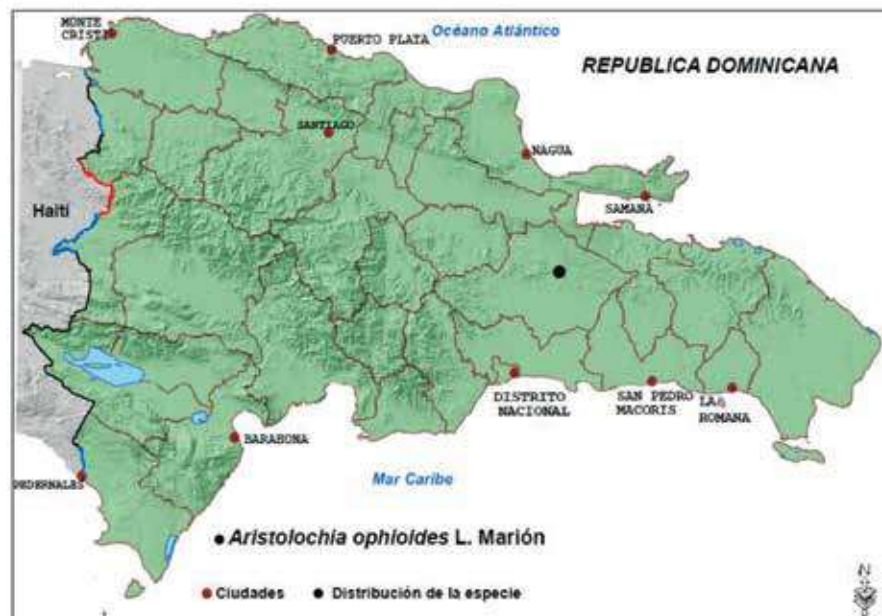 MONTE
CRISTI
PUERTO PLATA
Océano Atlántico
REPUBLICA DOMINICANA
SANTIAGO
NAGUA
Haití
SAMANA
DISTRITO
NACIONAL
SAN PEDRO
MACORIS
LA
ROMANA
BARAHONA
PEDERNALES
Mar Caribe
Aristolochia ophioides L. Marión
Ciudades
Distribución de la especie
N